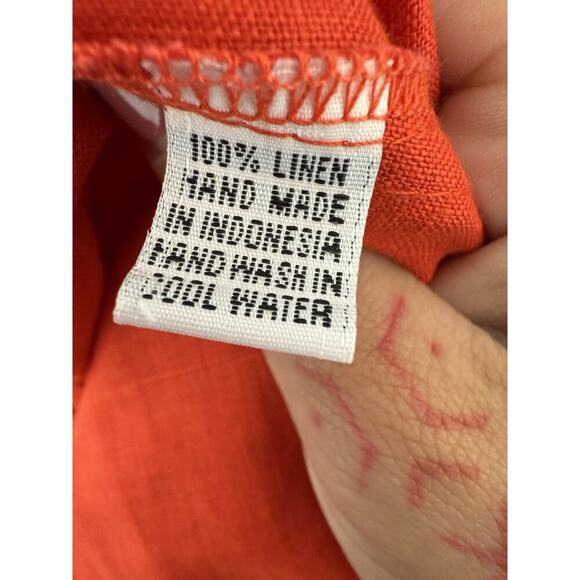 100% LINEN
HAND MADE
IN INDONESIA
HAND WASH IN
COOL WATER